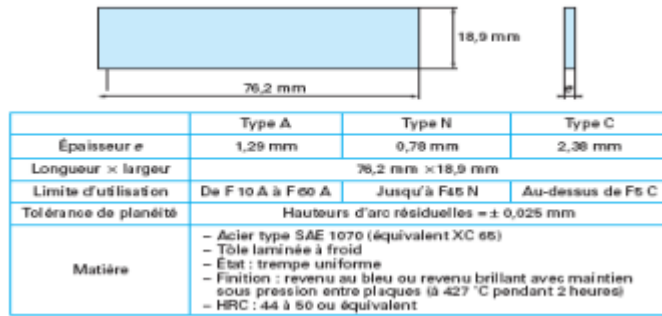 18,9 mm
76,2 mm
e
Type A Type N Type C
Épaisseur e 1,29 mm 0,78 mm 2,38 mm
Longueur × largeur 76,2 mm ×18,9 mm
Limite d'utilisation De F 10 A à F 60 A Jusqu'à F45 N Au-dessus de F5 C
Tolérance de planéité Hauteurs d'arc résiduelles = ± 0,025 mm
Matière
– Acier type SAE 1070 (équivalent XC 65)
– Tôle laminée à froid
– État : trempe uniforme
– Finition : revenu au bleu ou revenu brillant avec maintien
sous pression entre plaques (à 427 °C pendant 2 heures)
– HRC : 44 à 50 ou équivalent